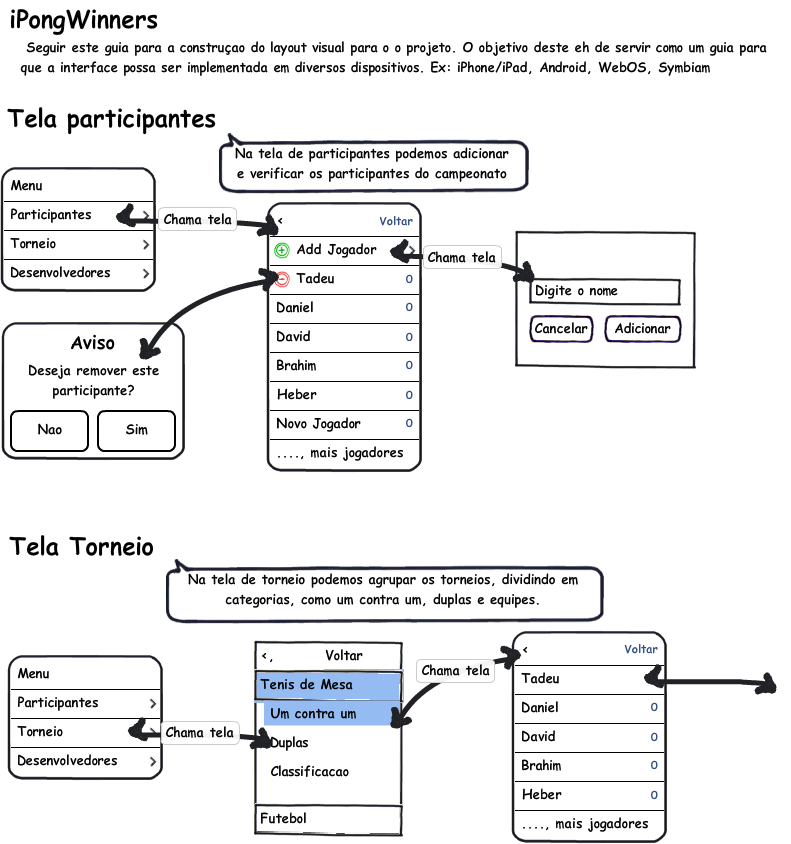 iPongWinners
Seguir este guia para a construçao do layout visual para o o projeto. O objetivo deste eh de servir como um guia para
que a interface possa ser implementada em diversos dispositivos. Ex: iPhone/iPad, Android, WebOS, Symbiam
Tela participantes
Na tela de participantes podemos adicionar
e verificar os participantes do campeonato
Menu
Participantes >
Torneio >
Desenvolvedores >
Chama tela
< Voltar
Add Jogador >
Tadeu 0
Daniel 0
David 0
Brahim 0
Heber 0
Novo Jogador 0
...., mais jogadores
Chama tela
Digite o nome
Cancelar Adicionar
Aviso
Deseja remover este
participante?
Nao Sim
Tela Torneio
Na tela de torneio podemos agrupar os torneios, dividindo em
categorias, como um contra um, duplas e equipes.
Menu
Participantes >
Torneio >
Desenvolvedores >
Chama tela
<, Voltar
Tenis de Mesa
Um contra um
Duplas
Classificacao
Futebol
Chama tela
< Voltar
Tadeu
Daniel 0
David 0
Brahim 0
Heber 0
...., mais jogadores